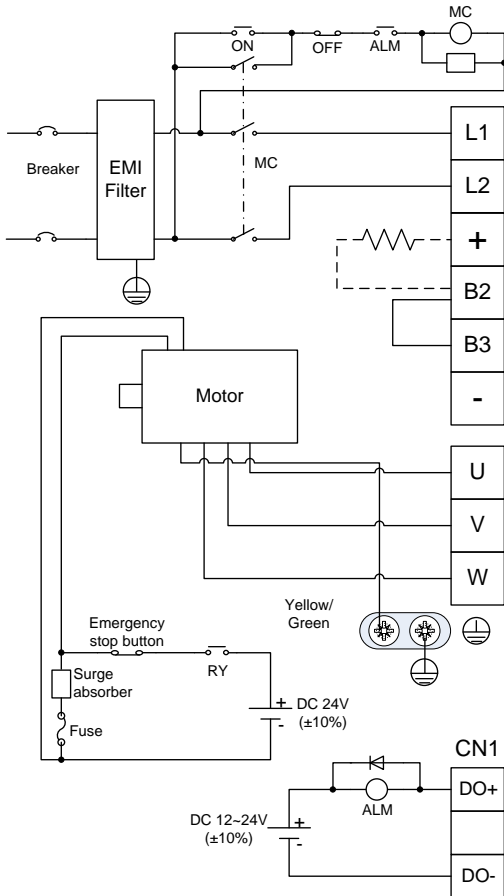 MC
ON
OFF
ALM
Breaker
EMI
Filter
MC
L1
L2
+
B2
B3
-
Motor
U
V
W
Yellow/
Green
Emergency
stop button
RY
Surge
absorber
Fuse
+
-
DC 24V
(±10%)
CN1
DO+
ALM
DC 12~24V
(±10%)
+
-
DO-